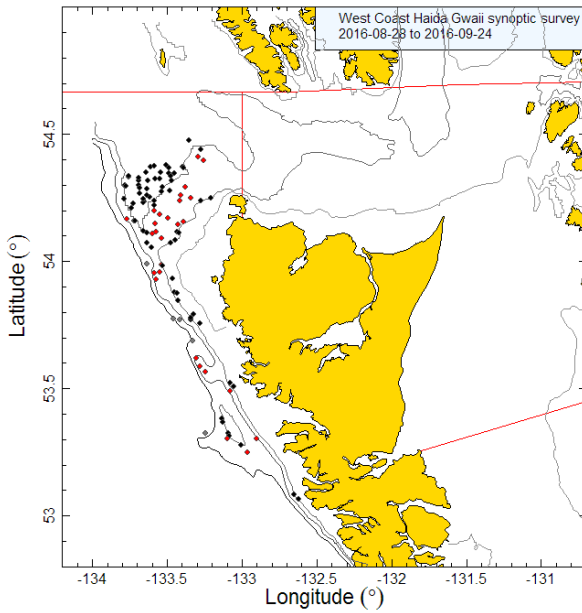 West Coast Haida Gwaii synoptic survey
2016-08-28 to 2016-09-24
54.5
54
53.5
53
Latitude (°)
-134 -133.5 -133 -132.5 -132 -131.5 -131
Longitude (°)